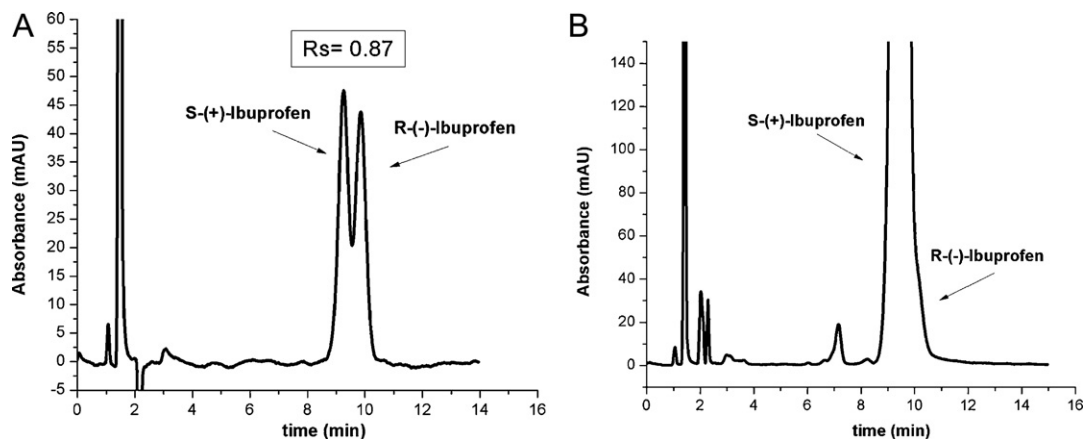 A
Rs= 0.87
60
55
50
45
40
35
30
25
20
15
10
5
0
-5
Absorbance (mAU)
S-(+)-Ibuprofen
R-(-)-Ibuprofen
0 2 4 6 8 10 12 14 16
time (min)
B
140
120
100
80
60
40
20
0
Absorbance (mAU)
S-(+)-Ibuprofen
R-(-)-Ibuprofen
0 2 4 6 8 10 12 14 16
time (min)